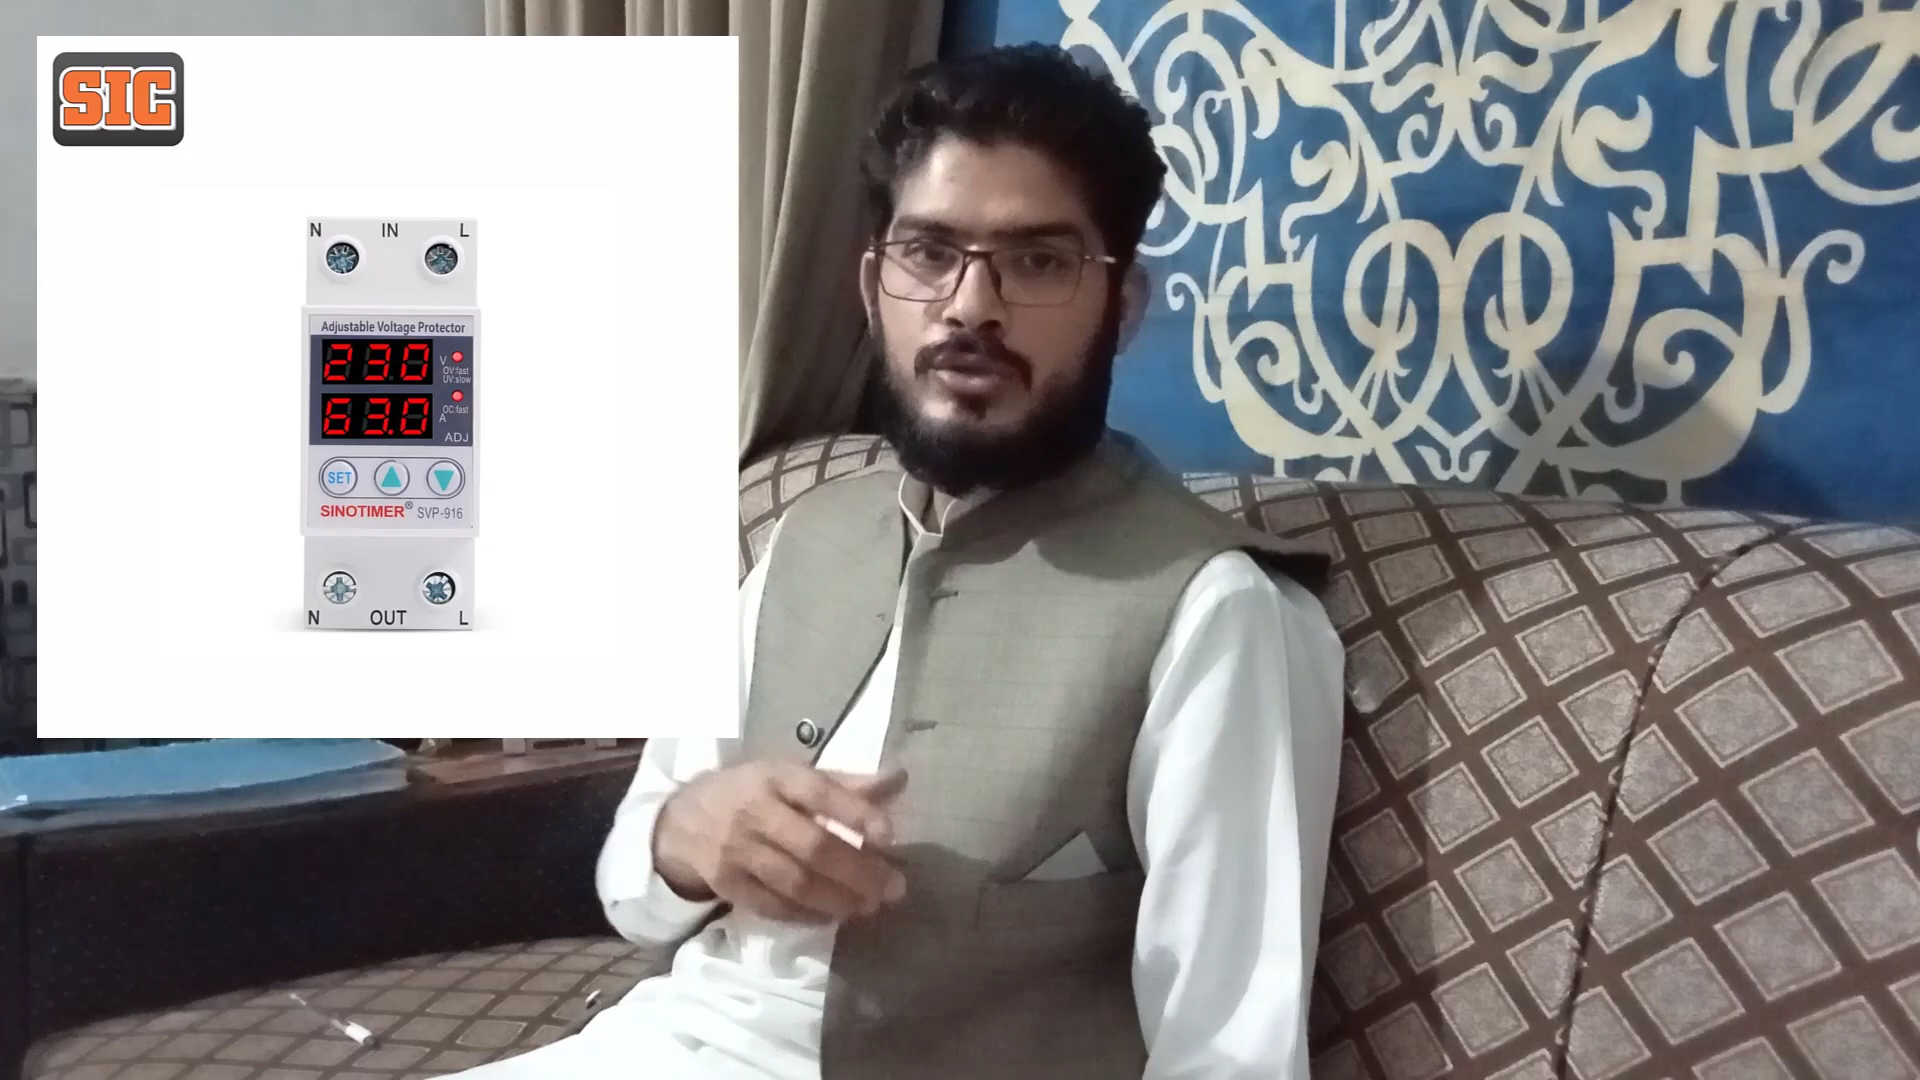 SIC
N IN L
Adjustable Voltage Protector
230
V
OV:fast
UV:slow
63.0
OC:fast
A
ADJ
SET
SINOTIMER® SVP-916
N OUT L